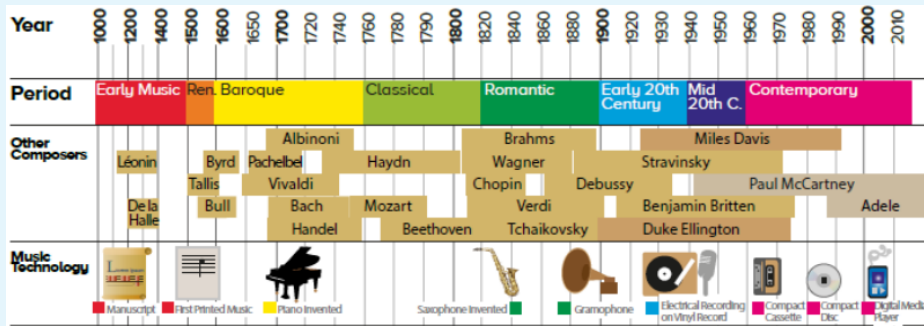 Year 1000 1200 1400 1500 1600 1650 1700 1720 1740 1760 1780 1790 1800 1820 1840 1860 1880 1900 1920 1930 1940 1950 1960 1970 1980 1990 2000 2010
Period Early Music Ren. Baroque Classical Romantic Early 20th Century Mid 20th C. Contemporary
Other Composers
Albinoni Brahms Miles Davis
Léonin Byrd Pachelbel Haydn Wagner Stravinsky
Tallis Vivaldi Chopin Debussy Paul McCartney
De la Halle Bull Bach Mozart Verdi Benjamin Britten Adele
Handel Beethoven Tchaikovsky Duke Ellington
Music Technology
Manuscript First Printed Music Piano Invented Saxophone Invented Gramophone Electrical Recording on Vinyl Record Compact Cassette Compact Disc Digital Media Player